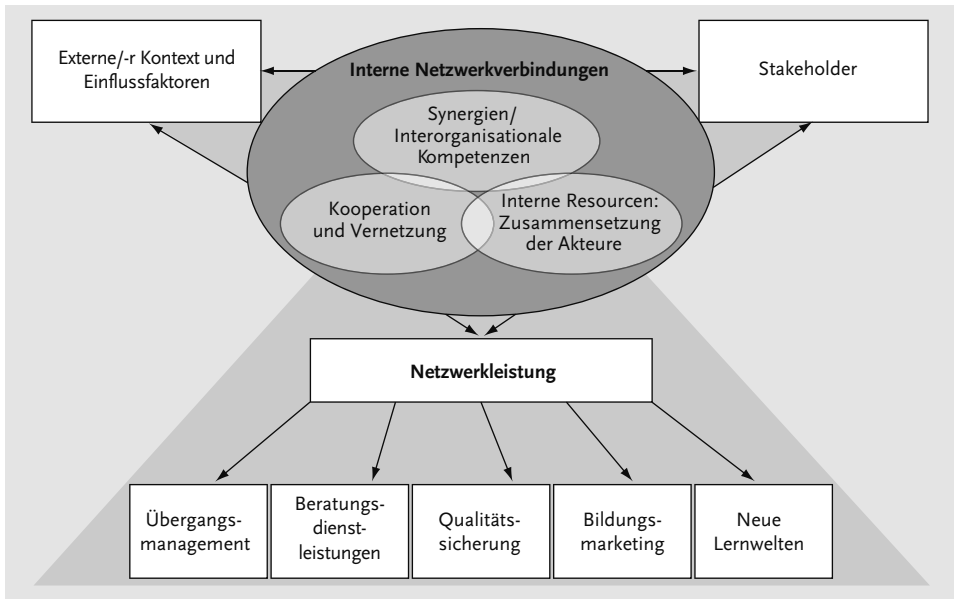 Externe/-r Kontext und
Einflussfaktoren
Interne Netzwerkverbindungen
Stakeholder
Synergien/
Interorganisationale
Kompetenzen
Kooperation
und Vernetzung
Interne Resourcen:
Zusammensetzung
der Akteure
Netzwerkleistung
Übergangs-
management
Beratungs-
dienst-
leistungen
Qualitäts-
sicherung
Bildungs-
marketing
Neue
Lernwelten